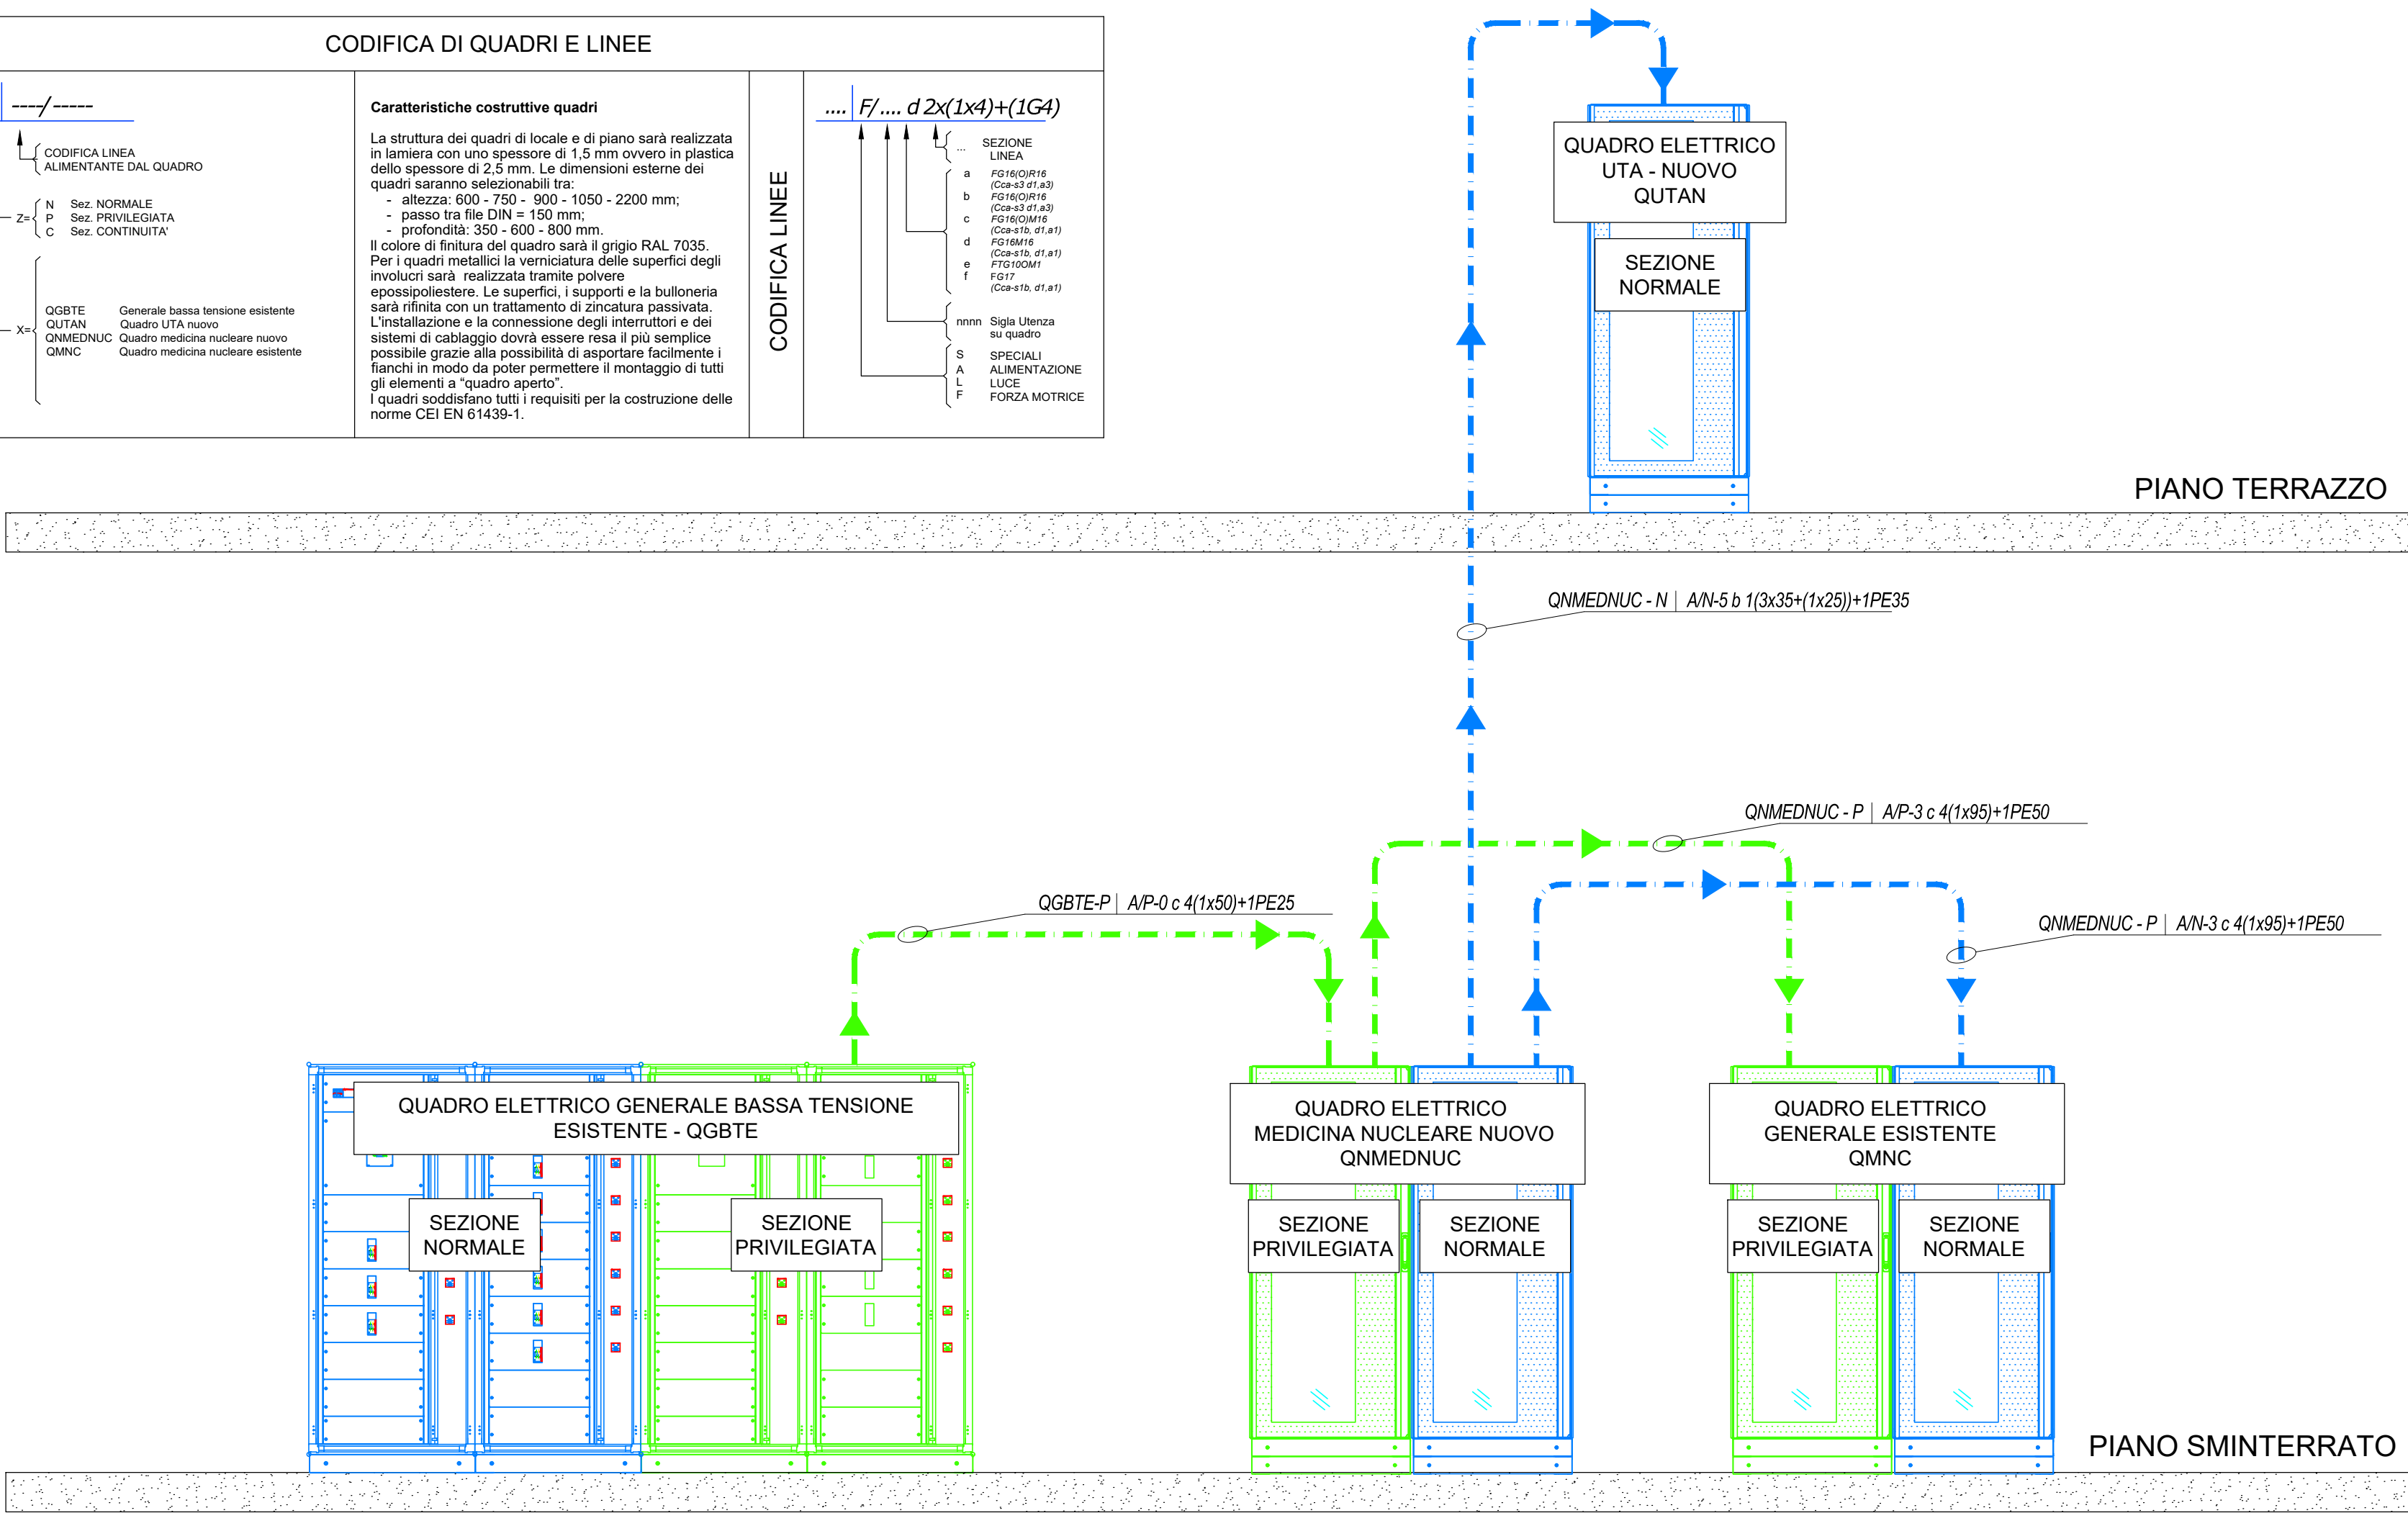 CODIFICA DI QUADRI E LINEE
----/-----
CODIFICA LINEA
ALIMENTANTE DAL QUADRO
Z=
N Sez. NORMALE
P Sez. PRIVILEGIATA
C Sez. CONTINUITA'
X=
QGBTE Generale bassa tensione esistente
QUTAN Quadro UTA nuovo
QNMEDNUC Quadro medicina nucleare nuovo
QMNC Quadro medicina nucleare esistente
Caratteristiche costruttive quadri
La struttura dei quadri di locale e di piano sarà realizzata
in lamiera con uno spessore di 1,5 mm ovvero in plastica
dello spessore di 2,5 mm. Le dimensioni esterne dei
quadri saranno selezionabili tra:
- altezza: 600 - 750 - 900 - 1050 - 2200 mm;
- passo tra file DIN = 150 mm;
- profondità: 350 - 600 - 800 mm.
Il colore di finitura del quadro sarà il grigio RAL 7035.
Per i quadri metallici la verniciatura delle superfici degli
involucri sarà realizzata tramite polvere
epossipoliestere. Le superfici, i supporti e la bulloneria
sarà rifinita con un trattamento di zincatura passivata.
L'installazione e la connessione degli interruttori e dei
sistemi di cablaggio dovrà essere resa il più semplice
possibile grazie alla possibilità di asportare facilmente i
fianchi in modo da poter permettere il montaggio di tutti
gli elementi a “quadro aperto”.
I quadri soddisfano tutti i requisiti per la costruzione delle
norme CEI EN 61439-1.
CODIFICA LINEE
.... F/.... d 2x(1x4)+(1G4)
... SEZIONE
LINEA
a FG16(O)R16
(Cca-s3 d1,a3)
b FG16(O)R16
(Cca-s3 d1,a3)
c FG16(O)M16
(Cca-s1b, d1,a1)
d FG16M16
(Cca-s1b, d1,a1)
e FTG10OM1
f FG17
(Cca-s1b, d1,a1)
nnnn Sigla Utenza
su quadro
S SPECIALI
A ALIMENTAZIONE
L LUCE
F FORZA MOTRICE
QUADRO ELETTRICO
UTA - NUOVO
QUTAN
SEZIONE
NORMALE
PIANO TERRAZZO
QNMEDNUC - N A/N-5 b 1(3x35+(1x25))+1PE35
QNMEDNUC - P A/P-3 c 4(1x95)+1PE50
QGBTE-P A/P-0 c 4(1x50)+1PE25
QNMEDNUC - P A/N-3 c 4(1x95)+1PE50
QUADRO ELETTRICO GENERALE BASSA TENSIONE
ESISTENTE - QGBTE
SEZIONE
NORMALE
SEZIONE
PRIVILEGIATA
QUADRO ELETTRICO
MEDICINA NUCLEARE NUOVO
QNMEDNUC
SEZIONE
PRIVILEGIATA
SEZIONE
NORMALE
QUADRO ELETTRICO
GENERALE ESISTENTE
QMNC
SEZIONE
PRIVILEGIATA
SEZIONE
NORMALE
PIANO SMINTERRATO